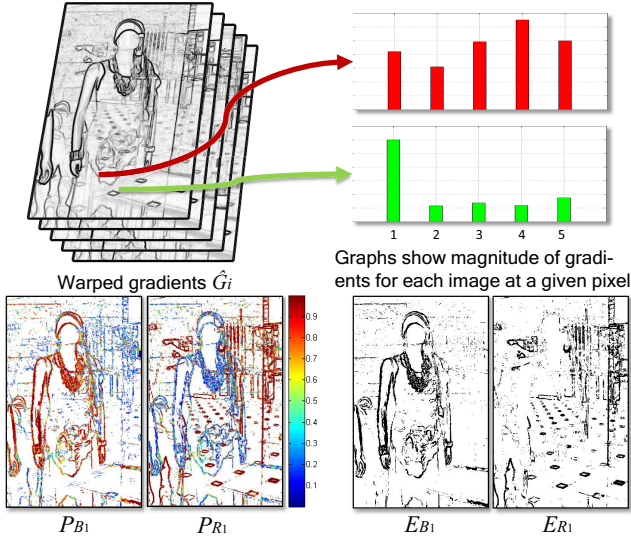 1 2 3 4 5
Warped gradients Ĝi
Graphs show magnitude of gradi-
ents for each image at a given pixel
0.9
0.8
0.7
0.6
0.5
0.4
0.3
0.2
0.1
PB1 PR1 EB1 ER1